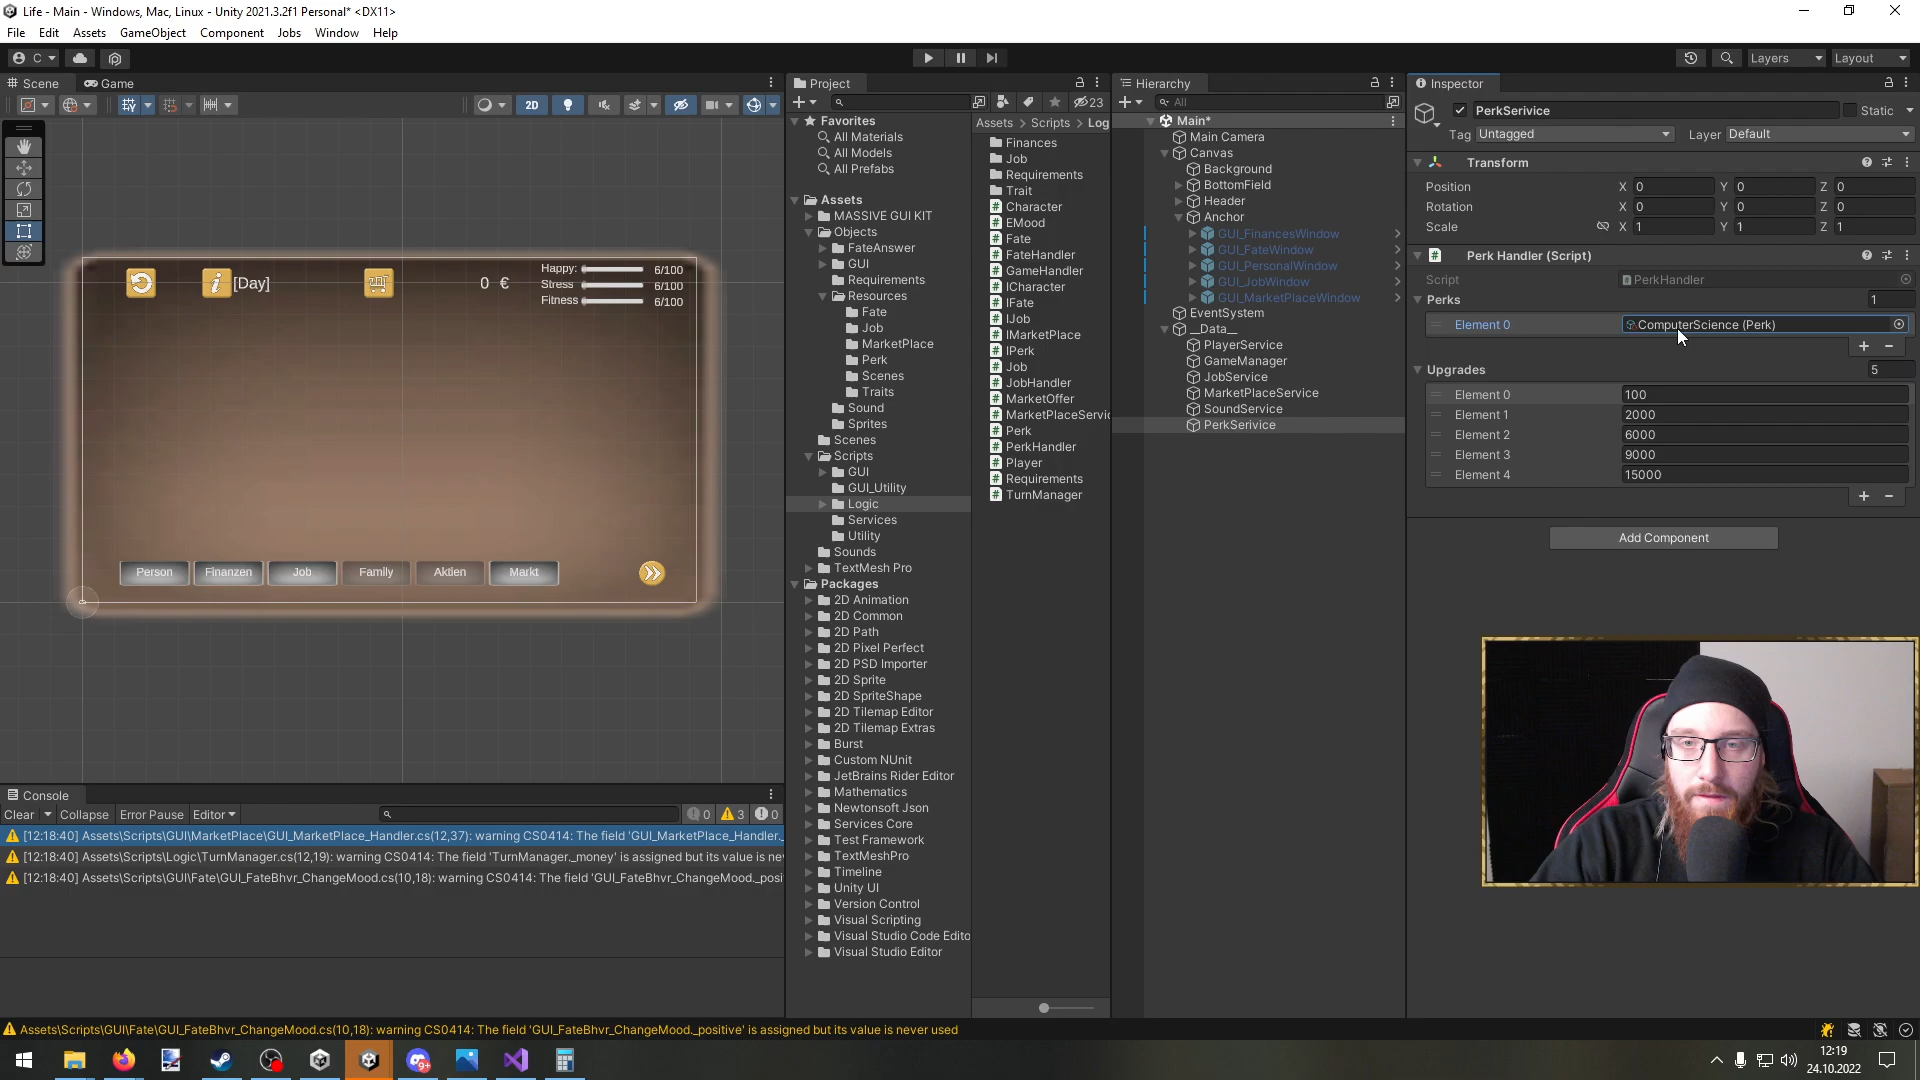 Life - Main - Windows, Mac, Linux - Unity 2021.3.2f1 Personal* <DX11>
File Edit Assets GameObject Component Jobs Window Help
C Layers Layout
Scene Game
2D
Project
23
Favorites
All Materials
All Models
All Prefabs
Assets
MASSIVE GUI KIT
Objects
FateAnswer
GUI
Requirements
Resources
Fate
Job
MarketPlace
Perk
Scenes
Traits
Sound
Sprites
Scenes
Scripts
GUI
GUI_Utility
Logic
Services
Utility
Sounds
TextMesh Pro
Packages
2D Animation
2D Common
2D Path
2D Pixel Perfect
2D PSD Importer
2D Sprite
2D SpriteShape
2D Tilemap Editor
2D Tilemap Extras
Burst
Custom NUnit
JetBrains Rider Editor
Mathematics
Newtonsoft Json
Services Core
Test Framework
TextMeshPro
Timeline
Unity UI
Version Control
Visual Scripting
Visual Studio Code Edito
Visual Studio Editor
Assets > Scripts > Log
Finances
Job
Requirements
Trait
Character
EMood
Fate
FateHandler
GameHandler
ICharacter
IFate
IJob
IMarketPlace
IPerk
Job
JobHandler
MarketOffer
MarketPlaceServic
Perk
PerkHandler
Player
Requirements
TurnManager
Hierarchy
All
Main*
Main Camera
Canvas
Background
BottomField
Header
Anchor
GUI_FinancesWindow
GUI_FateWindow
GUI_PersonalWindow
GUI_JobWindow
GUI_MarketPlaceWindow
EventSystem
__Data__
PlayerService
GameManager
JobService
MarketPlaceService
SoundService
PerkSerivice
Inspector
PerkSerivice Static
Tag Untagged Layer Default
Transform
Position X 0 Y 0 Z 0
Rotation X 0 Y 0 Z 0
Scale X 1 Y 1 Z 1
Perk Handler (Script)
Script PerkHandler
Perks 1
Element 0 ComputerScience (Perk)
Upgrades 5
Element 0 100
Element 1 2000
Element 2 6000
Element 3 9000
Element 4 15000
Add Component
[Day] 0 €
Happy: 6/100
Stress 6/100
Fitness 6/100
Person Finanzen Job Family Aktien Markt
Console
Clear Collapse Error Pause Editor 0 3 0
[12:18:40] Assets\Scripts\GUI\MarketPlace\GUI_MarketPlace_Handler.cs(12,37): warning CS0414: The field 'GUI_MarketPlace_Handler._
[12:18:40] Assets\Scripts\Logic\TurnManager.cs(12,19): warning CS0414: The field 'TurnManager._money' is assigned but its value is ne
[12:18:40] Assets\Scripts\GUI\Fate\GUI_FateBhvr_ChangeMood.cs(10,18): warning CS0414: The field 'GUI_FateBhvr_ChangeMood._posi
Assets\Scripts\GUI\Fate\GUI_FateBhvr_ChangeMood.cs(10,18): warning CS0414: The field 'GUI_FateBhvr_ChangeMood._positive' is assigned but its value is never used
9+
12:19
24.10.2022